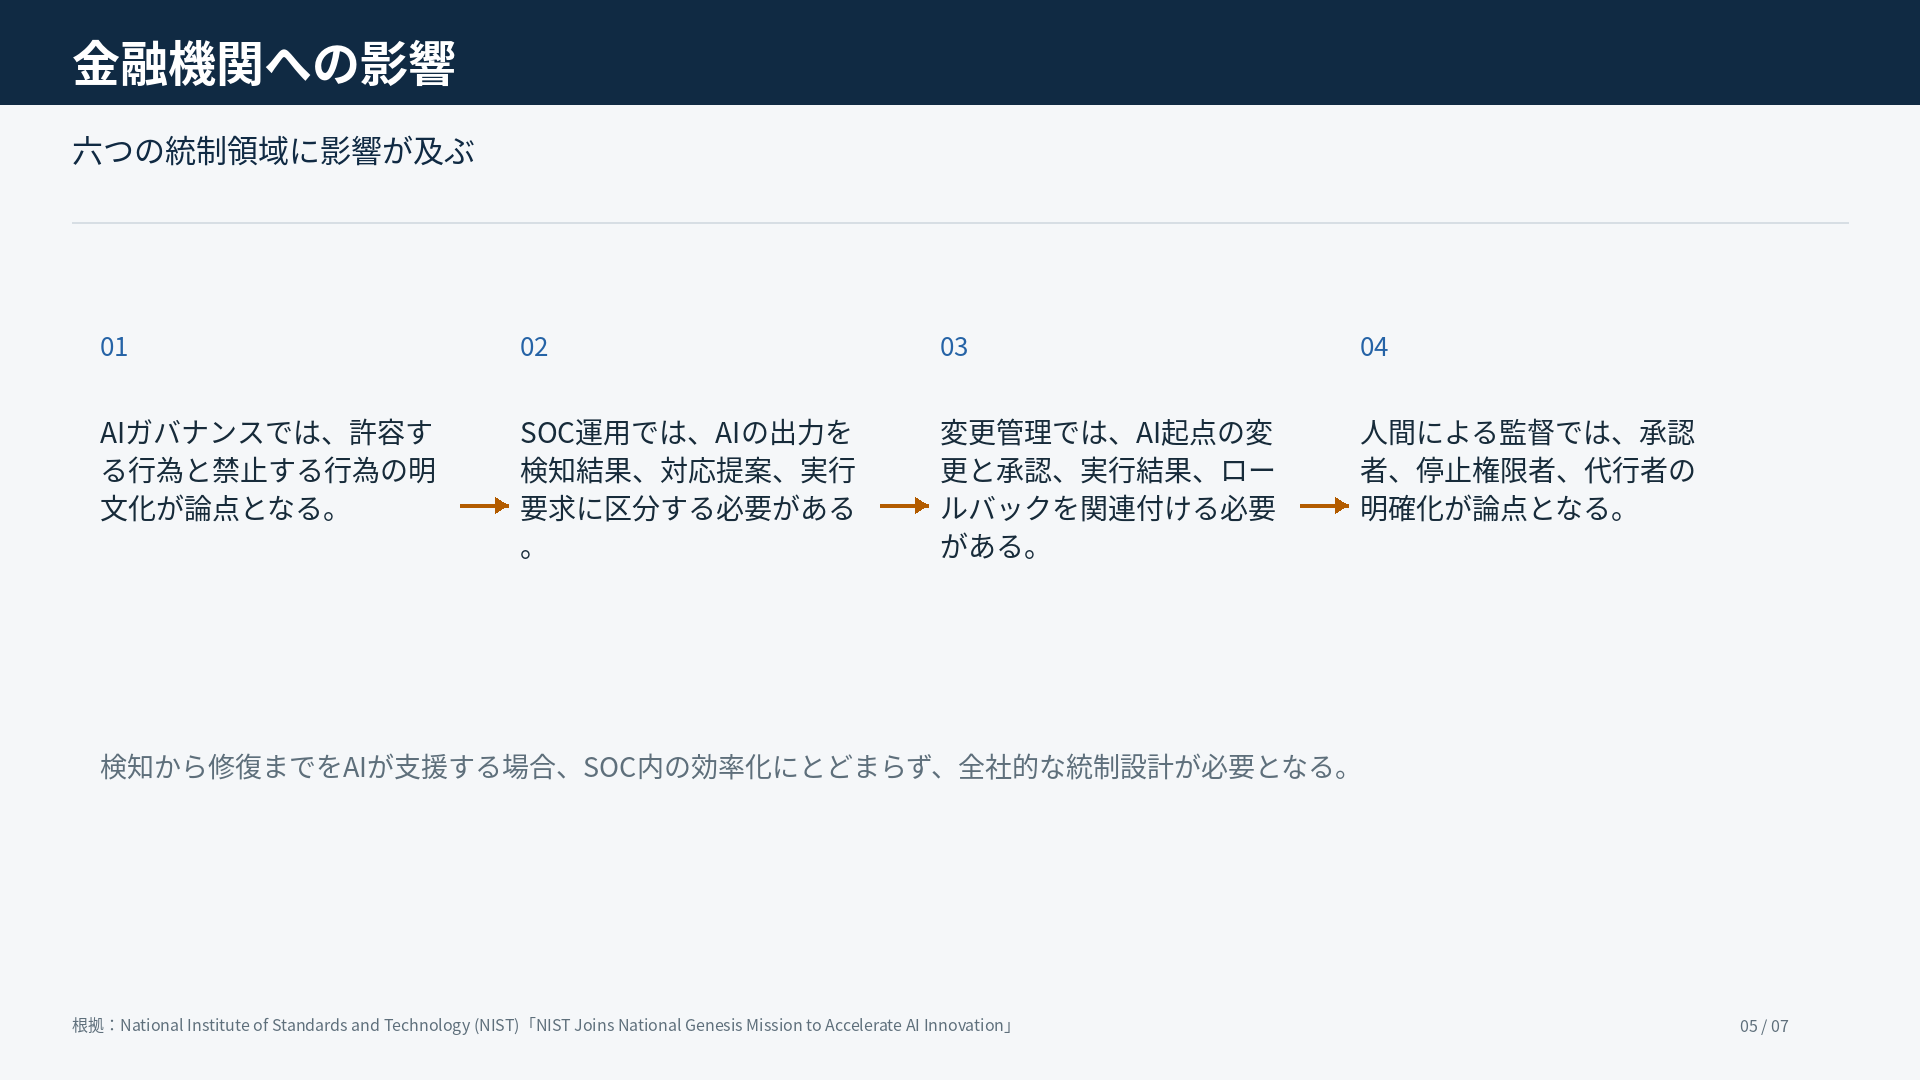 金融機関への影響
六つの統制領域に影響が及ぶ
01
AIガバナンスでは、許容す
る行為と禁止する行為の明
文化が論点となる。
02
SOC運用では、AIの出力を
検知結果、対応提案、実行
要求に区分する必要がある
。
03
変更管理では、AI起点の変
更と承認、実行結果、ロー
ルバックを関連付ける必要
がある。
04
人間による監督では、承認
者、停止権限者、代行者の
明確化が論点となる。
検知から修復までをAIが支援する場合、SOC内の効率化にとどまらず、全社的な統制設計が必要となる。
根拠：National Institute of Standards and Technology (NIST)「NIST Joins National Genesis Mission to Accelerate AI Innovation」
05 / 07